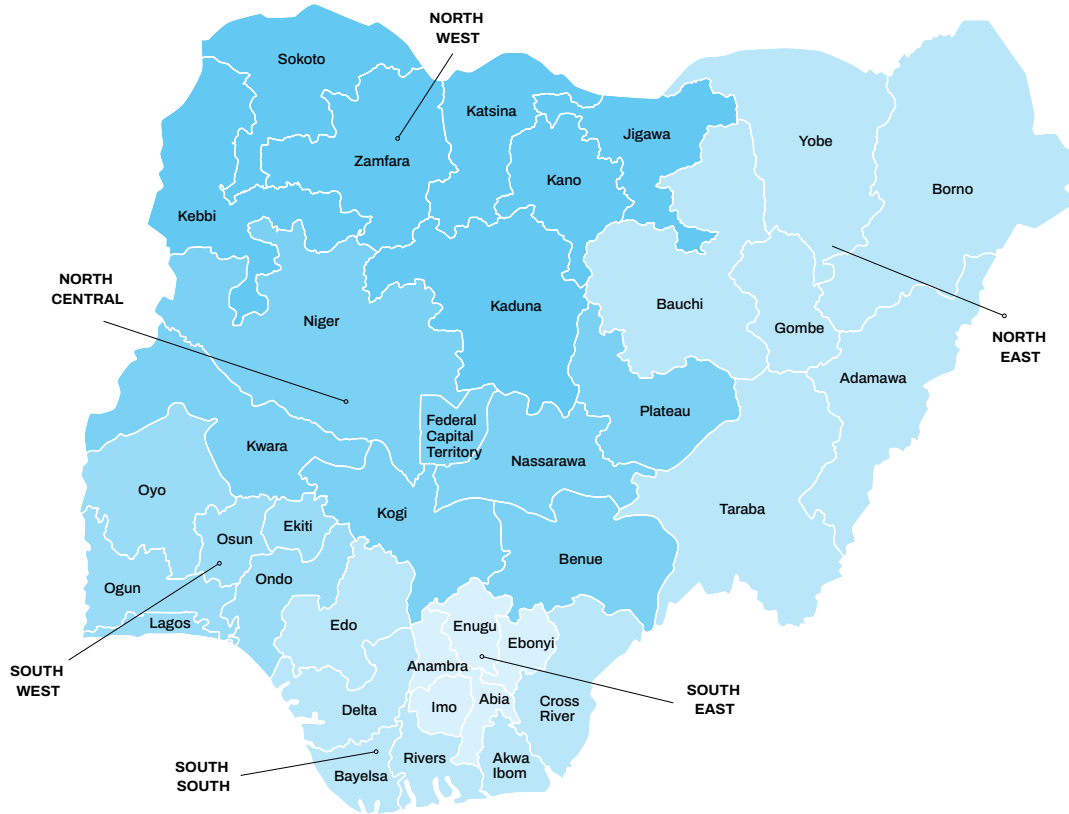 NORTH
WEST
Sokoto
Katsina
Jigawa
Yobe
Zamfara
Kano
Borno
Kebbi
NORTH
CENTRAL
Niger
Kaduna
Bauchi
Gombe
NORTH
EAST
Adamawa
Plateau
Federal
Capital
Territory
Kwara
Nassarawa
Oyo
Kogi
Taraba
Osun
Ekiti
Benue
Ogun
Ondo
Lagos
Edo
Enugu
Ebonyi
SOUTH
WEST
Anambra
SOUTH
EAST
Delta
Imo
Abia
Cross
River
SOUTH
SOUTH
Bayelsa
Rivers
Akwa
Ibom